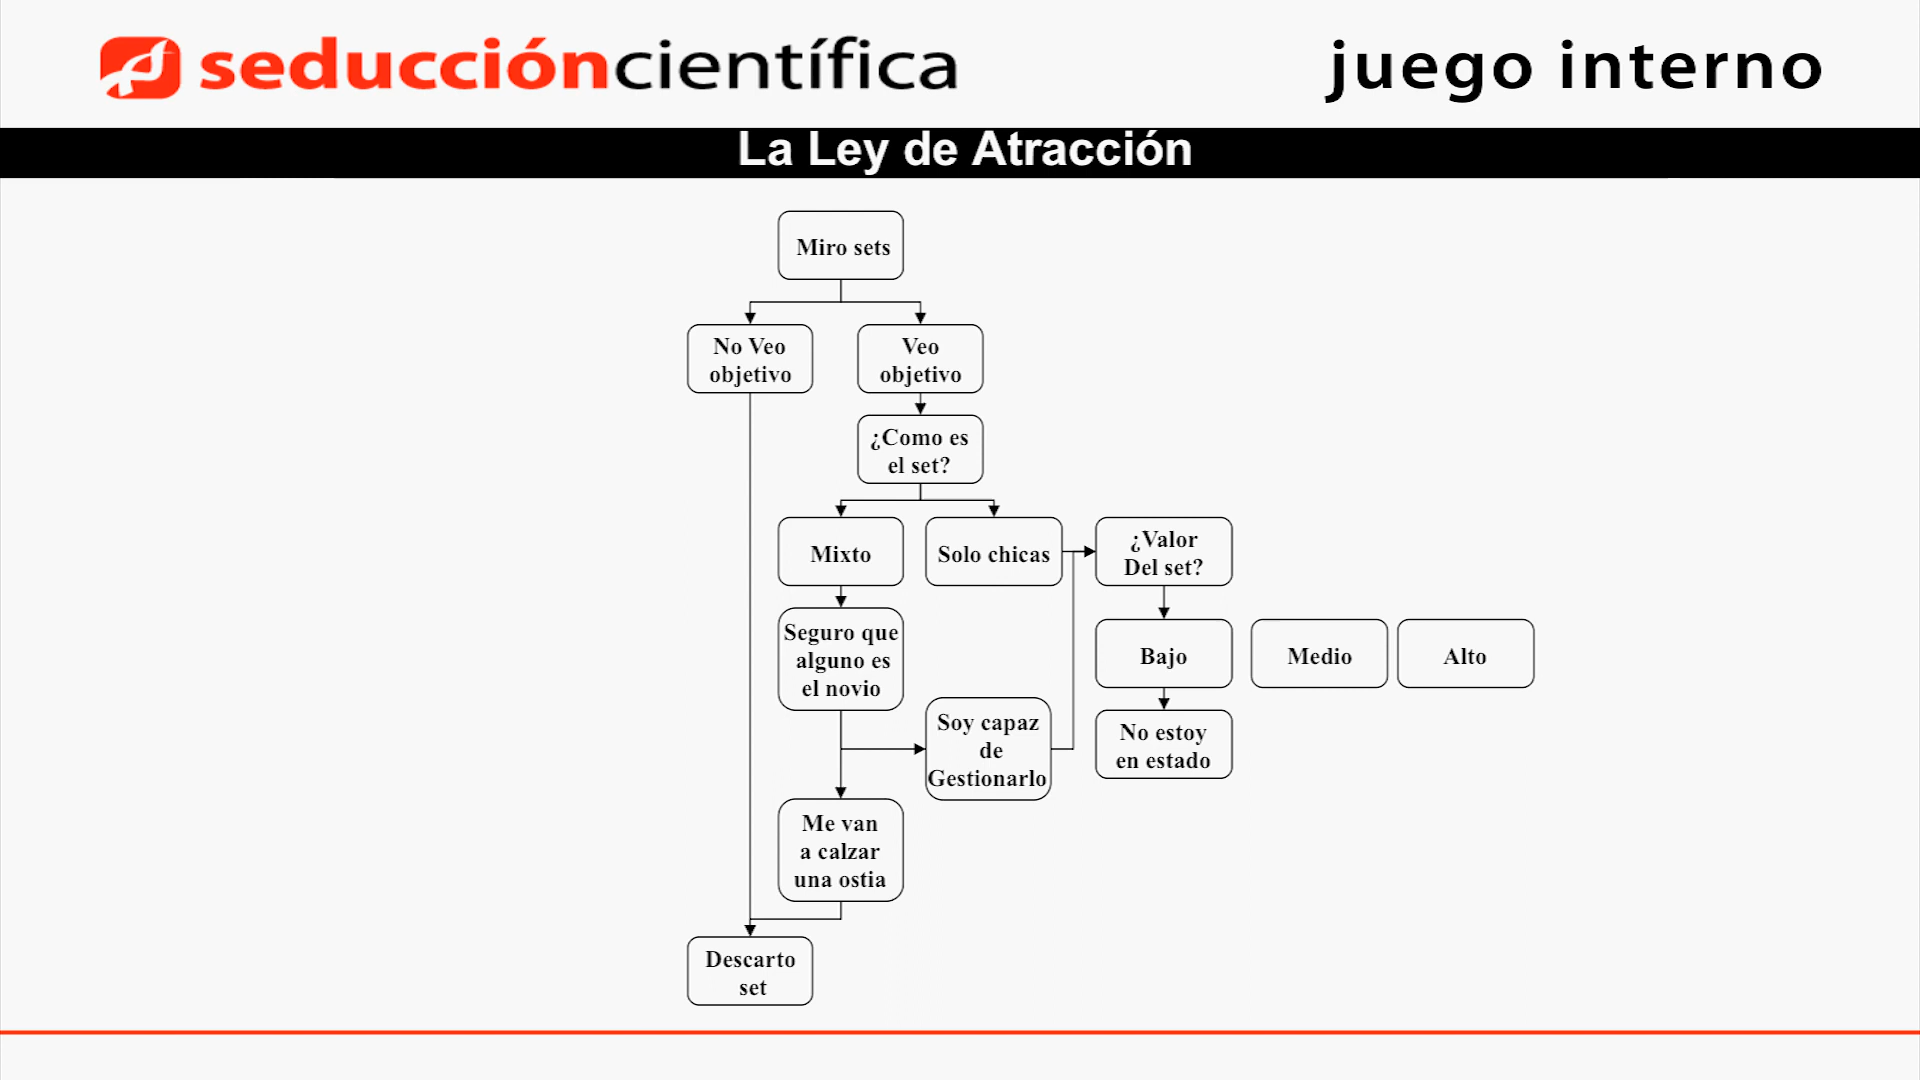 seduccióncientífica
juego interno
La Ley de Atracción
Miro sets
No Veo
objetivo
Veo
objetivo
¿Como es
el set?
Mixto
Solo chicas
¿Valor
Del set?
Seguro que
alguno es
el novio
Bajo
Medio
Alto
Soy capaz
de
Gestionarlo
No estoy
en estado
Me van
a calzar
una ostia
Descarto
set